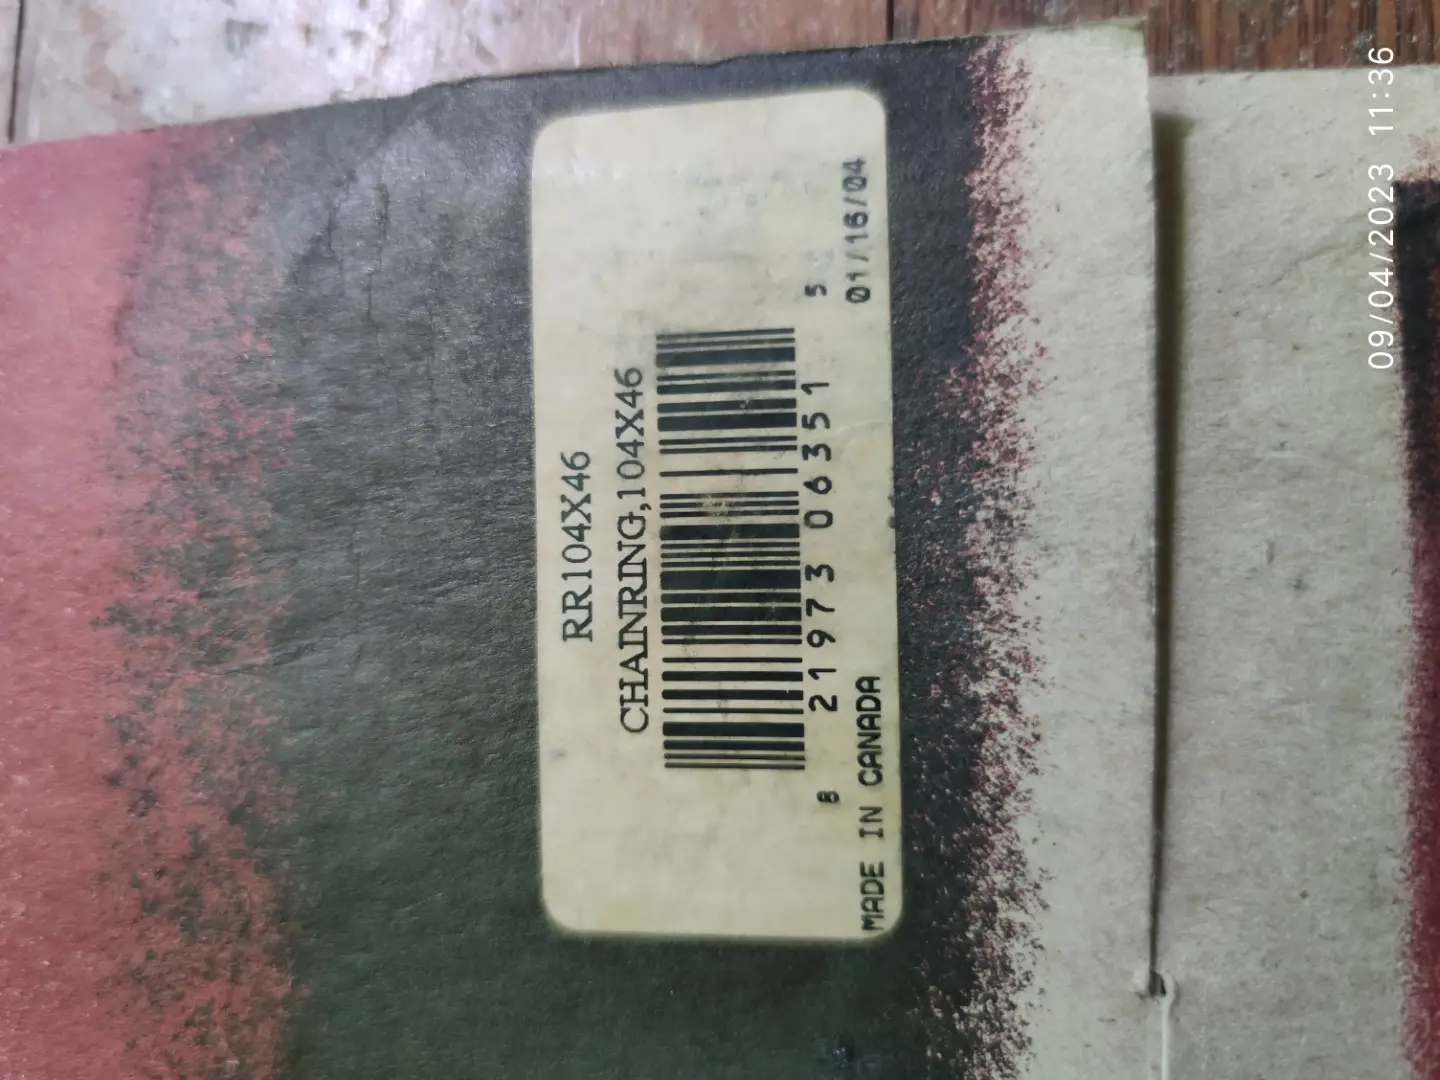 RR104X46
CHAINRING,104X46
8 21973 06351 5
MADE IN CANADA 01/16/04
09/04/2023 11:36